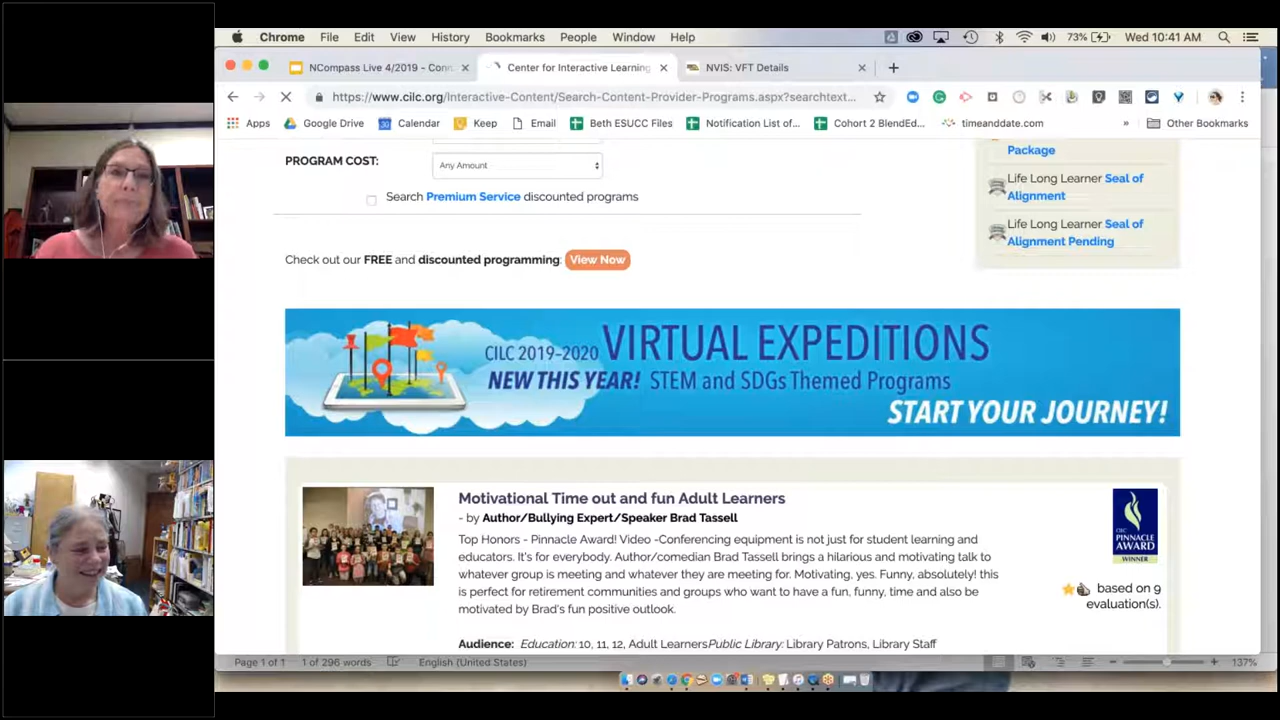 Chrome File Edit View History Bookmarks People Window Help 73% Wed 10:41 AM
NCompass Live 4/2019 - Conn Center for Interactive Learning NVIS: VFT Details
https://www.cilc.org/Interactive-Content/Search-Content-Provider-Programs.aspx?searchtext...
Apps Google Drive Calendar Keep Email Beth ESUCC Files Notification List of... Cohort 2 BlendEd... timeanddate.com » Other Bookmarks
PROGRAM COST: Any Amount
Search Premium Service discounted programs
Package
Life Long Learner Seal of
Alignment
Life Long Learner Seal of
Alignment Pending
Check out our FREE and discounted programming: View Now
CILC 2019-2020 VIRTUAL EXPEDITIONS
NEW THIS YEAR! STEM and SDGs Themed Programs
START YOUR JOURNEY!
Motivational Time out and fun Adult Learners
- by Author/Bullying Expert/Speaker Brad Tassell
Top Honors - Pinnacle Award! Video -Conferencing equipment is not just for student learning and
educators. It's for everybody. Author/comedian Brad Tassell brings a hilarious and motivating talk to
whatever group is meeting and whatever they are meeting for. Motivating, yes. Funny, absolutely! this
is perfect for retirement communities and groups who want to have a fun, funny, time and also be
motivated by Brad's fun positive outlook.
CILC
PINNACLE
AWARD
WINNER
based on 9
evaluation(s).
Audience: Education: 10, 11, 12, Adult LearnersPublic Library: Library Patrons, Library Staff
Page 1 of 1 1 of 296 words English (United States) 137%